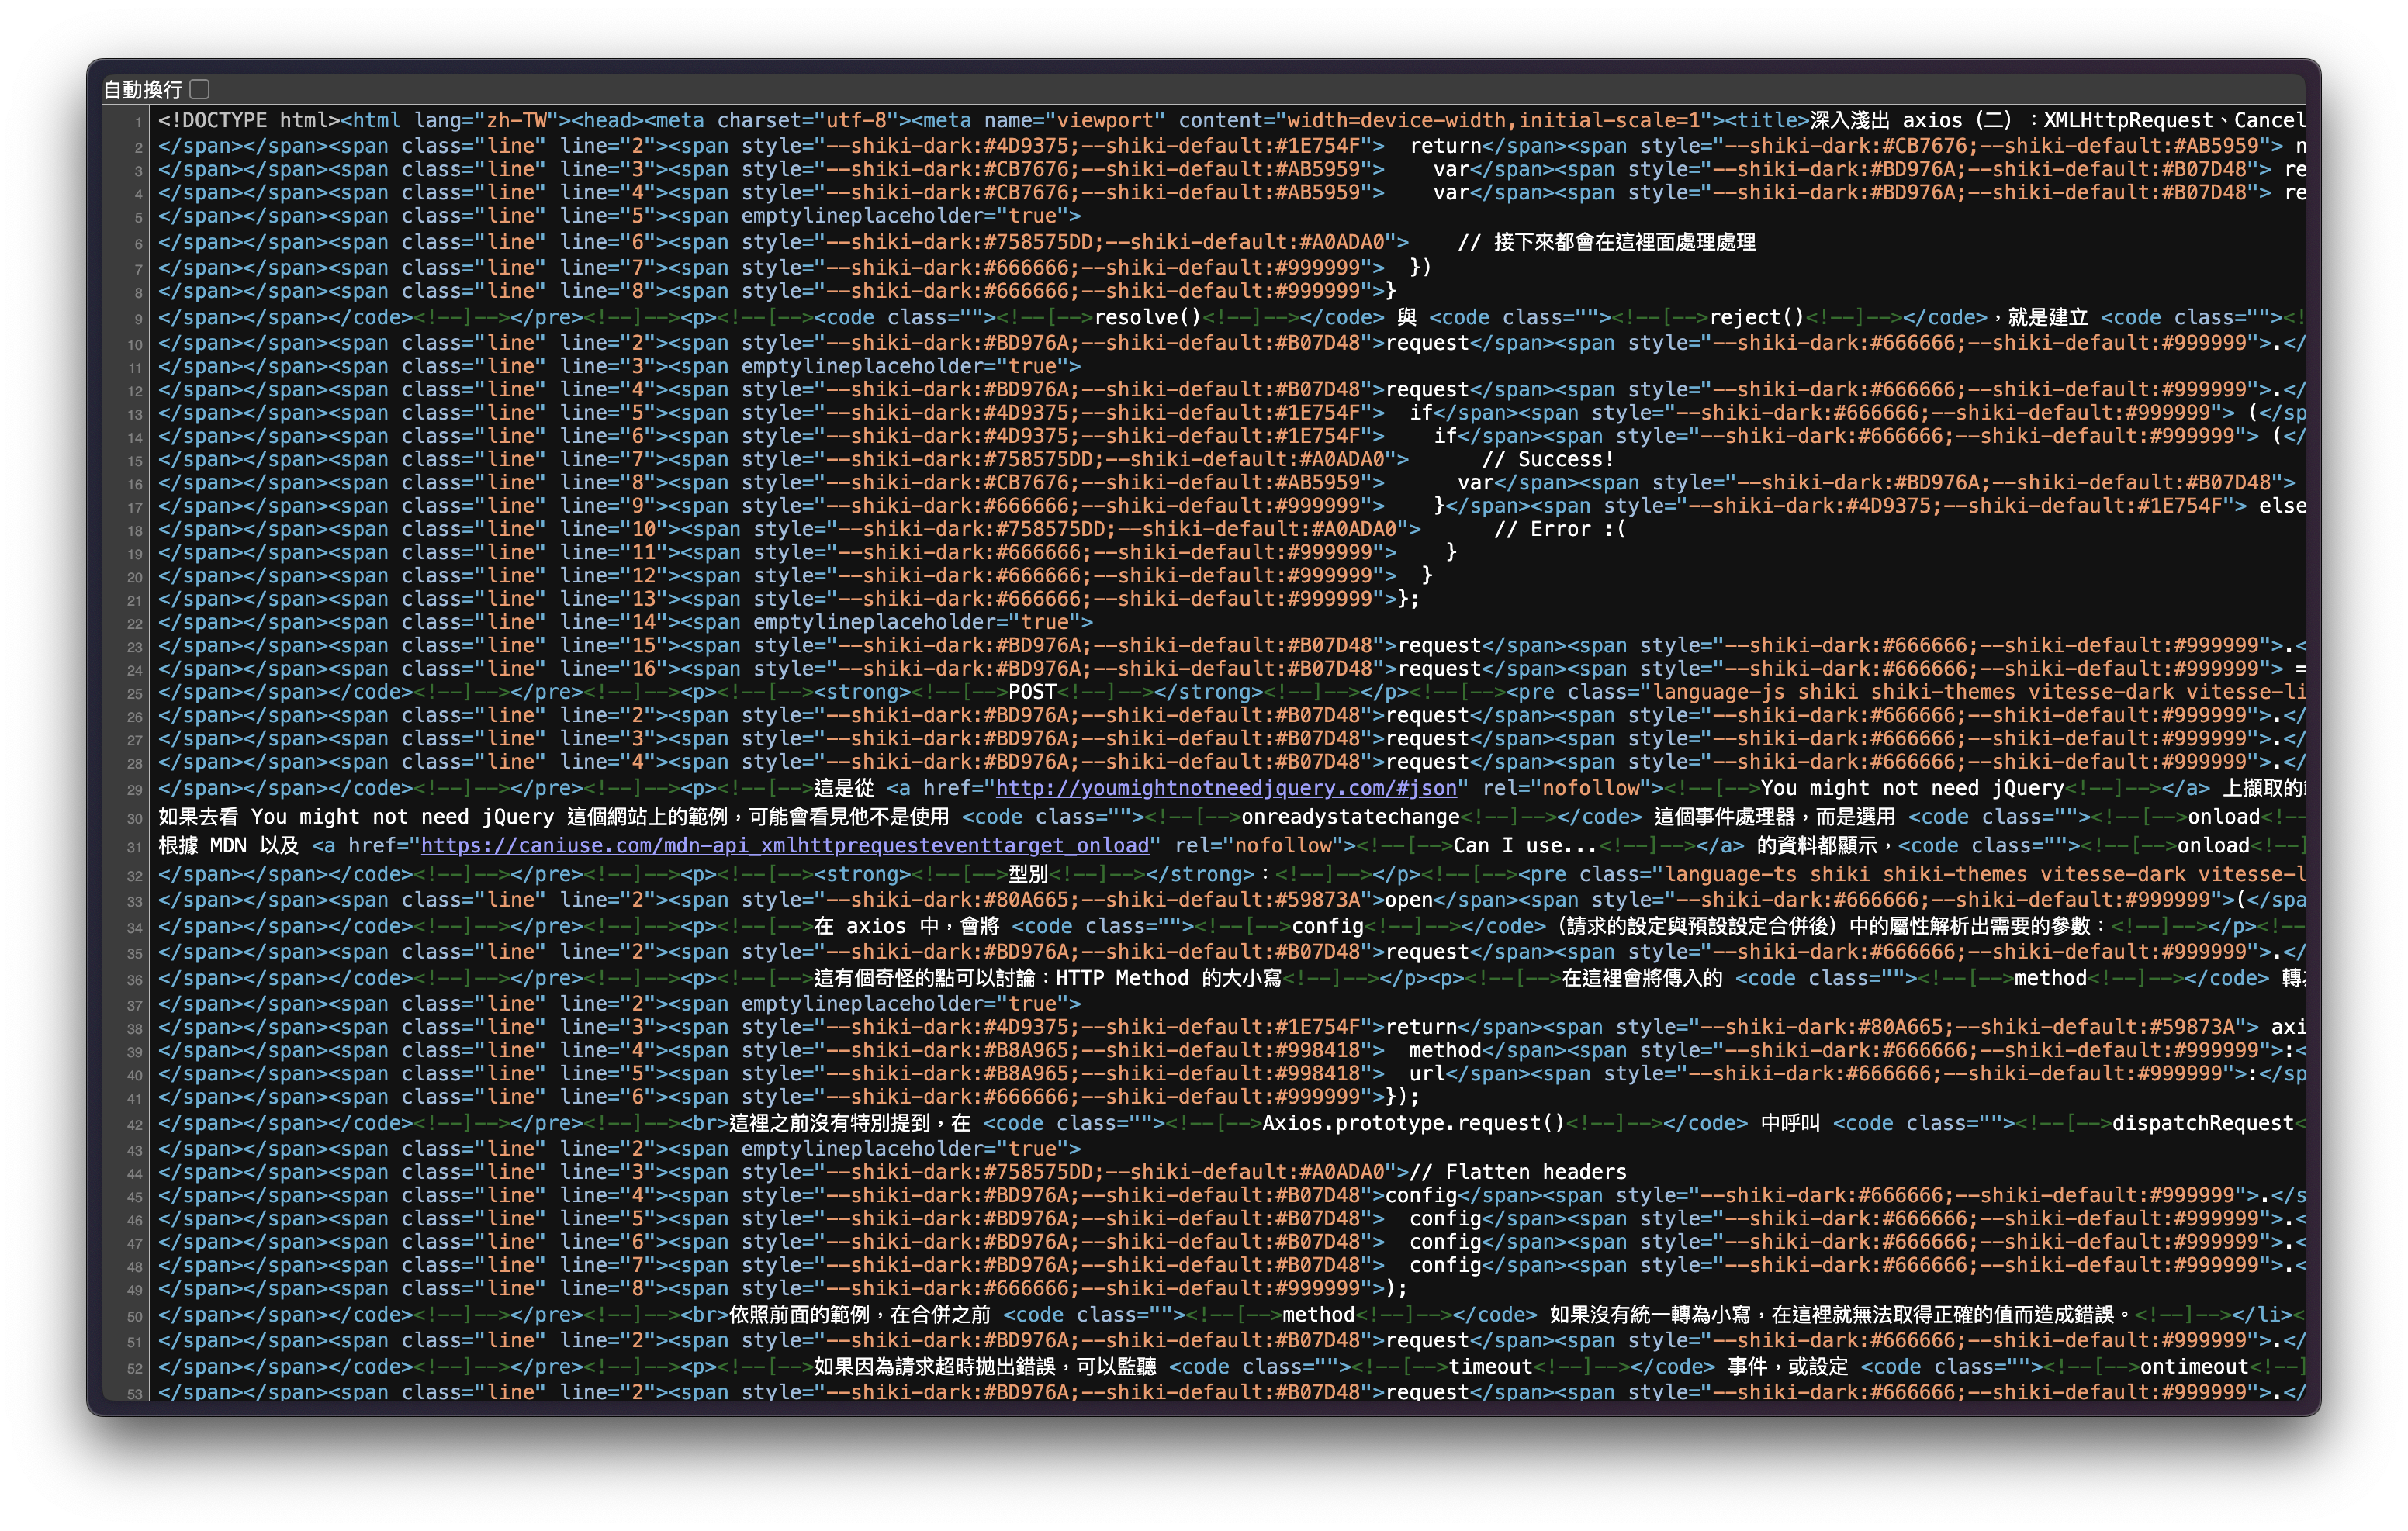 自動換行
1 <!DOCTYPE html><html lang="zh-TW"><head><meta charset="utf-8"><meta name="viewport" content="width=device-width,initial-scale=1"><title>深入淺出 axios（二）：XMLHttpRequest、Cancel
2 </span></span><span class="line" line="2"><span style="--shiki-dark:#4D9375;--shiki-default:#1E754F">  return</span><span style="--shiki-dark:#CB7676;--shiki-default:#AB5959"> n
3 </span></span><span class="line" line="3"><span style="--shiki-dark:#CB7676;--shiki-default:#AB5959">    var</span><span style="--shiki-dark:#BD976A;--shiki-default:#B07D48"> re
4 </span></span><span class="line" line="4"><span style="--shiki-dark:#CB7676;--shiki-default:#AB5959">    var</span><span style="--shiki-dark:#BD976A;--shiki-default:#B07D48"> re
5 </span></span><span class="line" line="5"><span emptylineplaceholder="true">
6 </span></span><span class="line" line="6"><span style="--shiki-dark:#758575DD;--shiki-default:#A0ADA0">    // 接下來都會在這裡面處理處理
7 </span></span><span class="line" line="7"><span style="--shiki-dark:#666666;--shiki-default:#999999">  })
8 </span></span><span class="line" line="8"><span style="--shiki-dark:#666666;--shiki-default:#999999">}
9 </span></span></code><!--]--></pre><!--]--><p><!--[--><code class=""><!--[-->resolve()<!--]--></code> 與 <code class=""><!--[-->reject()<!--]--></code>，就是建立 <code class=""><!
10 </span></span><span class="line" line="2"><span style="--shiki-dark:#BD976A;--shiki-default:#B07D48">request</span><span style="--shiki-dark:#666666;--shiki-default:#999999">.</
11 </span></span><span class="line" line="3"><span emptylineplaceholder="true">
12 </span></span><span class="line" line="4"><span style="--shiki-dark:#BD976A;--shiki-default:#B07D48">request</span><span style="--shiki-dark:#666666;--shiki-default:#999999">.</
13 </span></span><span class="line" line="5"><span style="--shiki-dark:#4D9375;--shiki-default:#1E754F">  if</span><span style="--shiki-dark:#666666;--shiki-default:#999999"> (</sp
14 </span></span><span class="line" line="6"><span style="--shiki-dark:#4D9375;--shiki-default:#1E754F">    if</span><span style="--shiki-dark:#666666;--shiki-default:#999999"> (</
15 </span></span><span class="line" line="7"><span style="--shiki-dark:#758575DD;--shiki-default:#A0ADA0">      // Success!
16 </span></span><span class="line" line="8"><span style="--shiki-dark:#CB7676;--shiki-default:#AB5959">      var</span><span style="--shiki-dark:#BD976A;--shiki-default:#B07D48">
17 </span></span><span class="line" line="9"><span style="--shiki-dark:#666666;--shiki-default:#999999">    }</span><span style="--shiki-dark:#4D9375;--shiki-default:#1E754F"> else
18 </span></span><span class="line" line="10"><span style="--shiki-dark:#758575DD;--shiki-default:#A0ADA0">      // Error :(
19 </span></span><span class="line" line="11"><span style="--shiki-dark:#666666;--shiki-default:#999999">    }
20 </span></span><span class="line" line="12"><span style="--shiki-dark:#666666;--shiki-default:#999999">  }
21 </span></span><span class="line" line="13"><span style="--shiki-dark:#666666;--shiki-default:#999999">};
22 </span></span><span class="line" line="14"><span emptylineplaceholder="true">
23 </span></span><span class="line" line="15"><span style="--shiki-dark:#BD976A;--shiki-default:#B07D48">request</span><span style="--shiki-dark:#666666;--shiki-default:#999999">.<
24 </span></span><span class="line" line="16"><span style="--shiki-dark:#BD976A;--shiki-default:#B07D48">request</span><span style="--shiki-dark:#666666;--shiki-default:#999999"> =
25 </span></span></code><!--]--></pre><!--]--><p><!--[--><strong><!--[-->POST<!--]--></strong><!--]--></p><!--[--><pre class="language-js shiki shiki-themes vitesse-dark vitesse-li
26 </span></span><span class="line" line="2"><span style="--shiki-dark:#BD976A;--shiki-default:#B07D48">request</span><span style="--shiki-dark:#666666;--shiki-default:#999999">.</
27 </span></span><span class="line" line="3"><span style="--shiki-dark:#BD976A;--shiki-default:#B07D48">request</span><span style="--shiki-dark:#666666;--shiki-default:#999999">.</
28 </span></span><span class="line" line="4"><span style="--shiki-dark:#BD976A;--shiki-default:#B07D48">request</span><span style="--shiki-dark:#666666;--shiki-default:#999999">.</
29 </span></span></code><!--]--></pre><!--]--><p><!--[-->這是從 <a href="http://youmightnotneedjquery.com/#json" rel="nofollow"><!--[-->You might not need jQuery<!--]--></a> 上擷取的
30 如果去看 You might not need jQuery 這個網站上的範例，可能會看見他不是使用 <code class=""><!--[-->onreadystatechange<!--]--></code> 這個事件處理器，而是選用 <code class=""><!--[-->onload<!--
31 根據 MDN 以及 <a href="https://caniuse.com/mdn-api_xmlhttprequesteventtarget_onload" rel="nofollow"><!--[-->Can I use...<!--]--></a> 的資料都顯示，<code class=""><!--[-->onload<!--]
32 </span></span></code><!--]--></pre><!--]--><p><!--[--><strong><!--[-->型別<!--]--></strong>：<!--]--></p><!--[--><pre class="language-ts shiki shiki-themes vitesse-dark vitesse-l
33 </span></span><span class="line" line="2"><span style="--shiki-dark:#80A665;--shiki-default:#59873A">open</span><span style="--shiki-dark:#666666;--shiki-default:#999999">(</spa
34 </span></span></code><!--]--></pre><!--]--><p><!--[-->在 axios 中，會將 <code class=""><!--[-->config<!--]--></code>（請求的設定與預設設定合併後）中的屬性解析出需要的參數：<!--]--></p><!--
35 </span></span><span class="line" line="2"><span style="--shiki-dark:#BD976A;--shiki-default:#B07D48">request</span><span style="--shiki-dark:#666666;--shiki-default:#999999">.</
36 </span></span></code><!--]--></pre><!--]--><p><!--[-->這有個奇怪的點可以討論：HTTP Method 的大小寫<!--]--></p><p><!--[-->在這裡會將傳入的 <code class=""><!--[-->method<!--]--></code> 轉
37 </span></span><span class="line" line="2"><span emptylineplaceholder="true">
38 </span></span><span class="line" line="3"><span style="--shiki-dark:#4D9375;--shiki-default:#1E754F">return</span><span style="--shiki-dark:#80A665;--shiki-default:#59873A"> axi
39 </span></span><span class="line" line="4"><span style="--shiki-dark:#B8A965;--shiki-default:#998418">  method</span><span style="--shiki-dark:#666666;--shiki-default:#999999">:<
40 </span></span><span class="line" line="5"><span style="--shiki-dark:#B8A965;--shiki-default:#998418">  url</span><span style="--shiki-dark:#666666;--shiki-default:#999999">:</sp
41 </span></span><span class="line" line="6"><span style="--shiki-dark:#666666;--shiki-default:#999999">});
42 </span></span></code><!--]--></pre><!--]--><br>這裡之前沒有特別提到，在 <code class=""><!--[-->Axios.prototype.request()<!--]--></code> 中呼叫 <code class=""><!--[-->dispatchRequest<
43 </span></span><span class="line" line="2"><span emptylineplaceholder="true">
44 </span></span><span class="line" line="3"><span style="--shiki-dark:#758575DD;--shiki-default:#A0ADA0">// Flatten headers
45 </span></span><span class="line" line="4"><span style="--shiki-dark:#BD976A;--shiki-default:#B07D48">config</span><span style="--shiki-dark:#666666;--shiki-default:#999999">.</s
46 </span></span><span class="line" line="5"><span style="--shiki-dark:#BD976A;--shiki-default:#B07D48">  config</span><span style="--shiki-dark:#666666;--shiki-default:#999999">.<
47 </span></span><span class="line" line="6"><span style="--shiki-dark:#BD976A;--shiki-default:#B07D48">  config</span><span style="--shiki-dark:#666666;--shiki-default:#999999">.<
48 </span></span><span class="line" line="7"><span style="--shiki-dark:#BD976A;--shiki-default:#B07D48">  config</span><span style="--shiki-dark:#666666;--shiki-default:#999999">.<
49 </span></span><span class="line" line="8"><span style="--shiki-dark:#666666;--shiki-default:#999999">);
50 </span></span></code><!--]--></pre><!--]--><br>依照前面的範例，在合併之前 <code class=""><!--[-->method<!--]--></code> 如果沒有統一轉為小寫，在這裡就無法取得正確的值而造成錯誤。<!--]--></li><
51 </span></span><span class="line" line="2"><span style="--shiki-dark:#BD976A;--shiki-default:#B07D48">request</span><span style="--shiki-dark:#666666;--shiki-default:#999999">.</
52 </span></span></code><!--]--></pre><!--]--><p><!--[-->如果因為請求超時拋出錯誤，可以監聽 <code class=""><!--[-->timeout<!--]--></code> 事件，或設定 <code class=""><!--[-->ontimeout<!--]
53 </span></span><span class="line" line="2"><span style="--shiki-dark:#BD976A;--shiki-default:#B07D48">request</span><span style="--shiki-dark:#666666;--shiki-default:#999999">.</